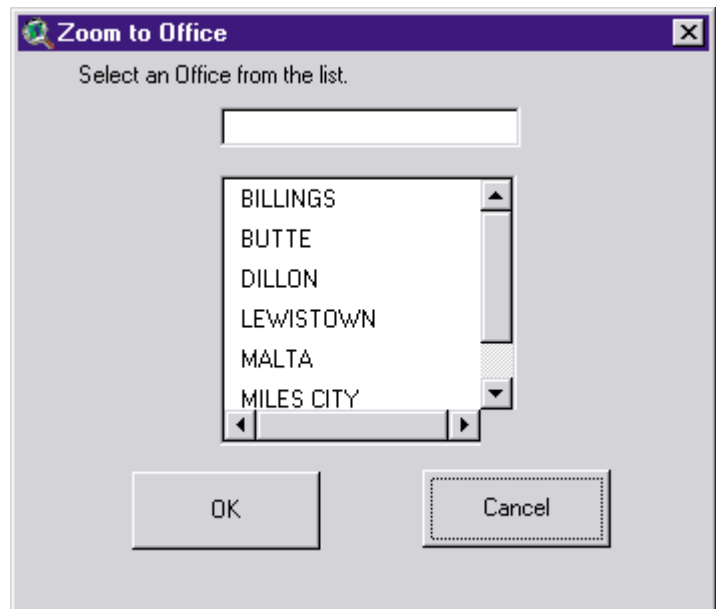 Zoom to Office
Select an Office from the list.
BILLINGS
BUTTE
DILLON
LEWISTOWN
MALTA
MILES CITY
OK
Cancel